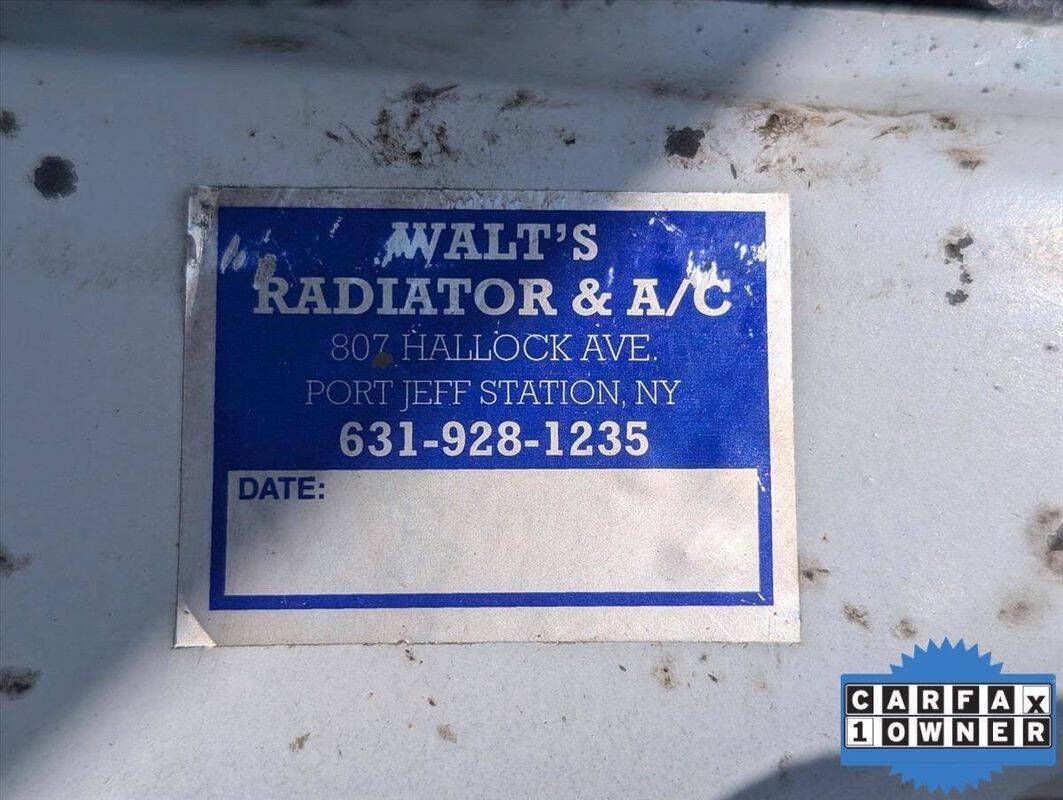 WALT'S
RADIATOR & A/C
807 HALLOCK AVE.
PORT JEFF STATION, NY
631-928-1235
DATE:
CARFAX
1 OWNER